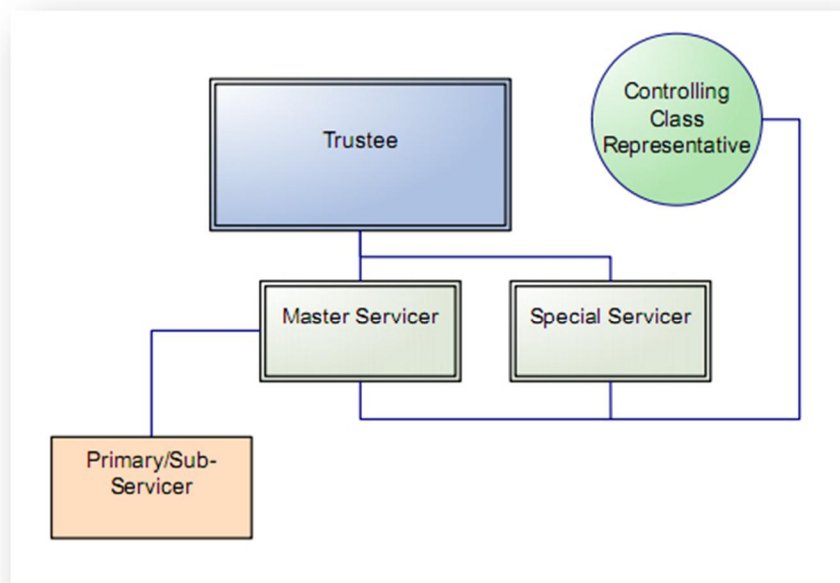 Trustee
Controlling
Class
Representative
Master Servicer
Special Servicer
Primary/Sub-
Servicer